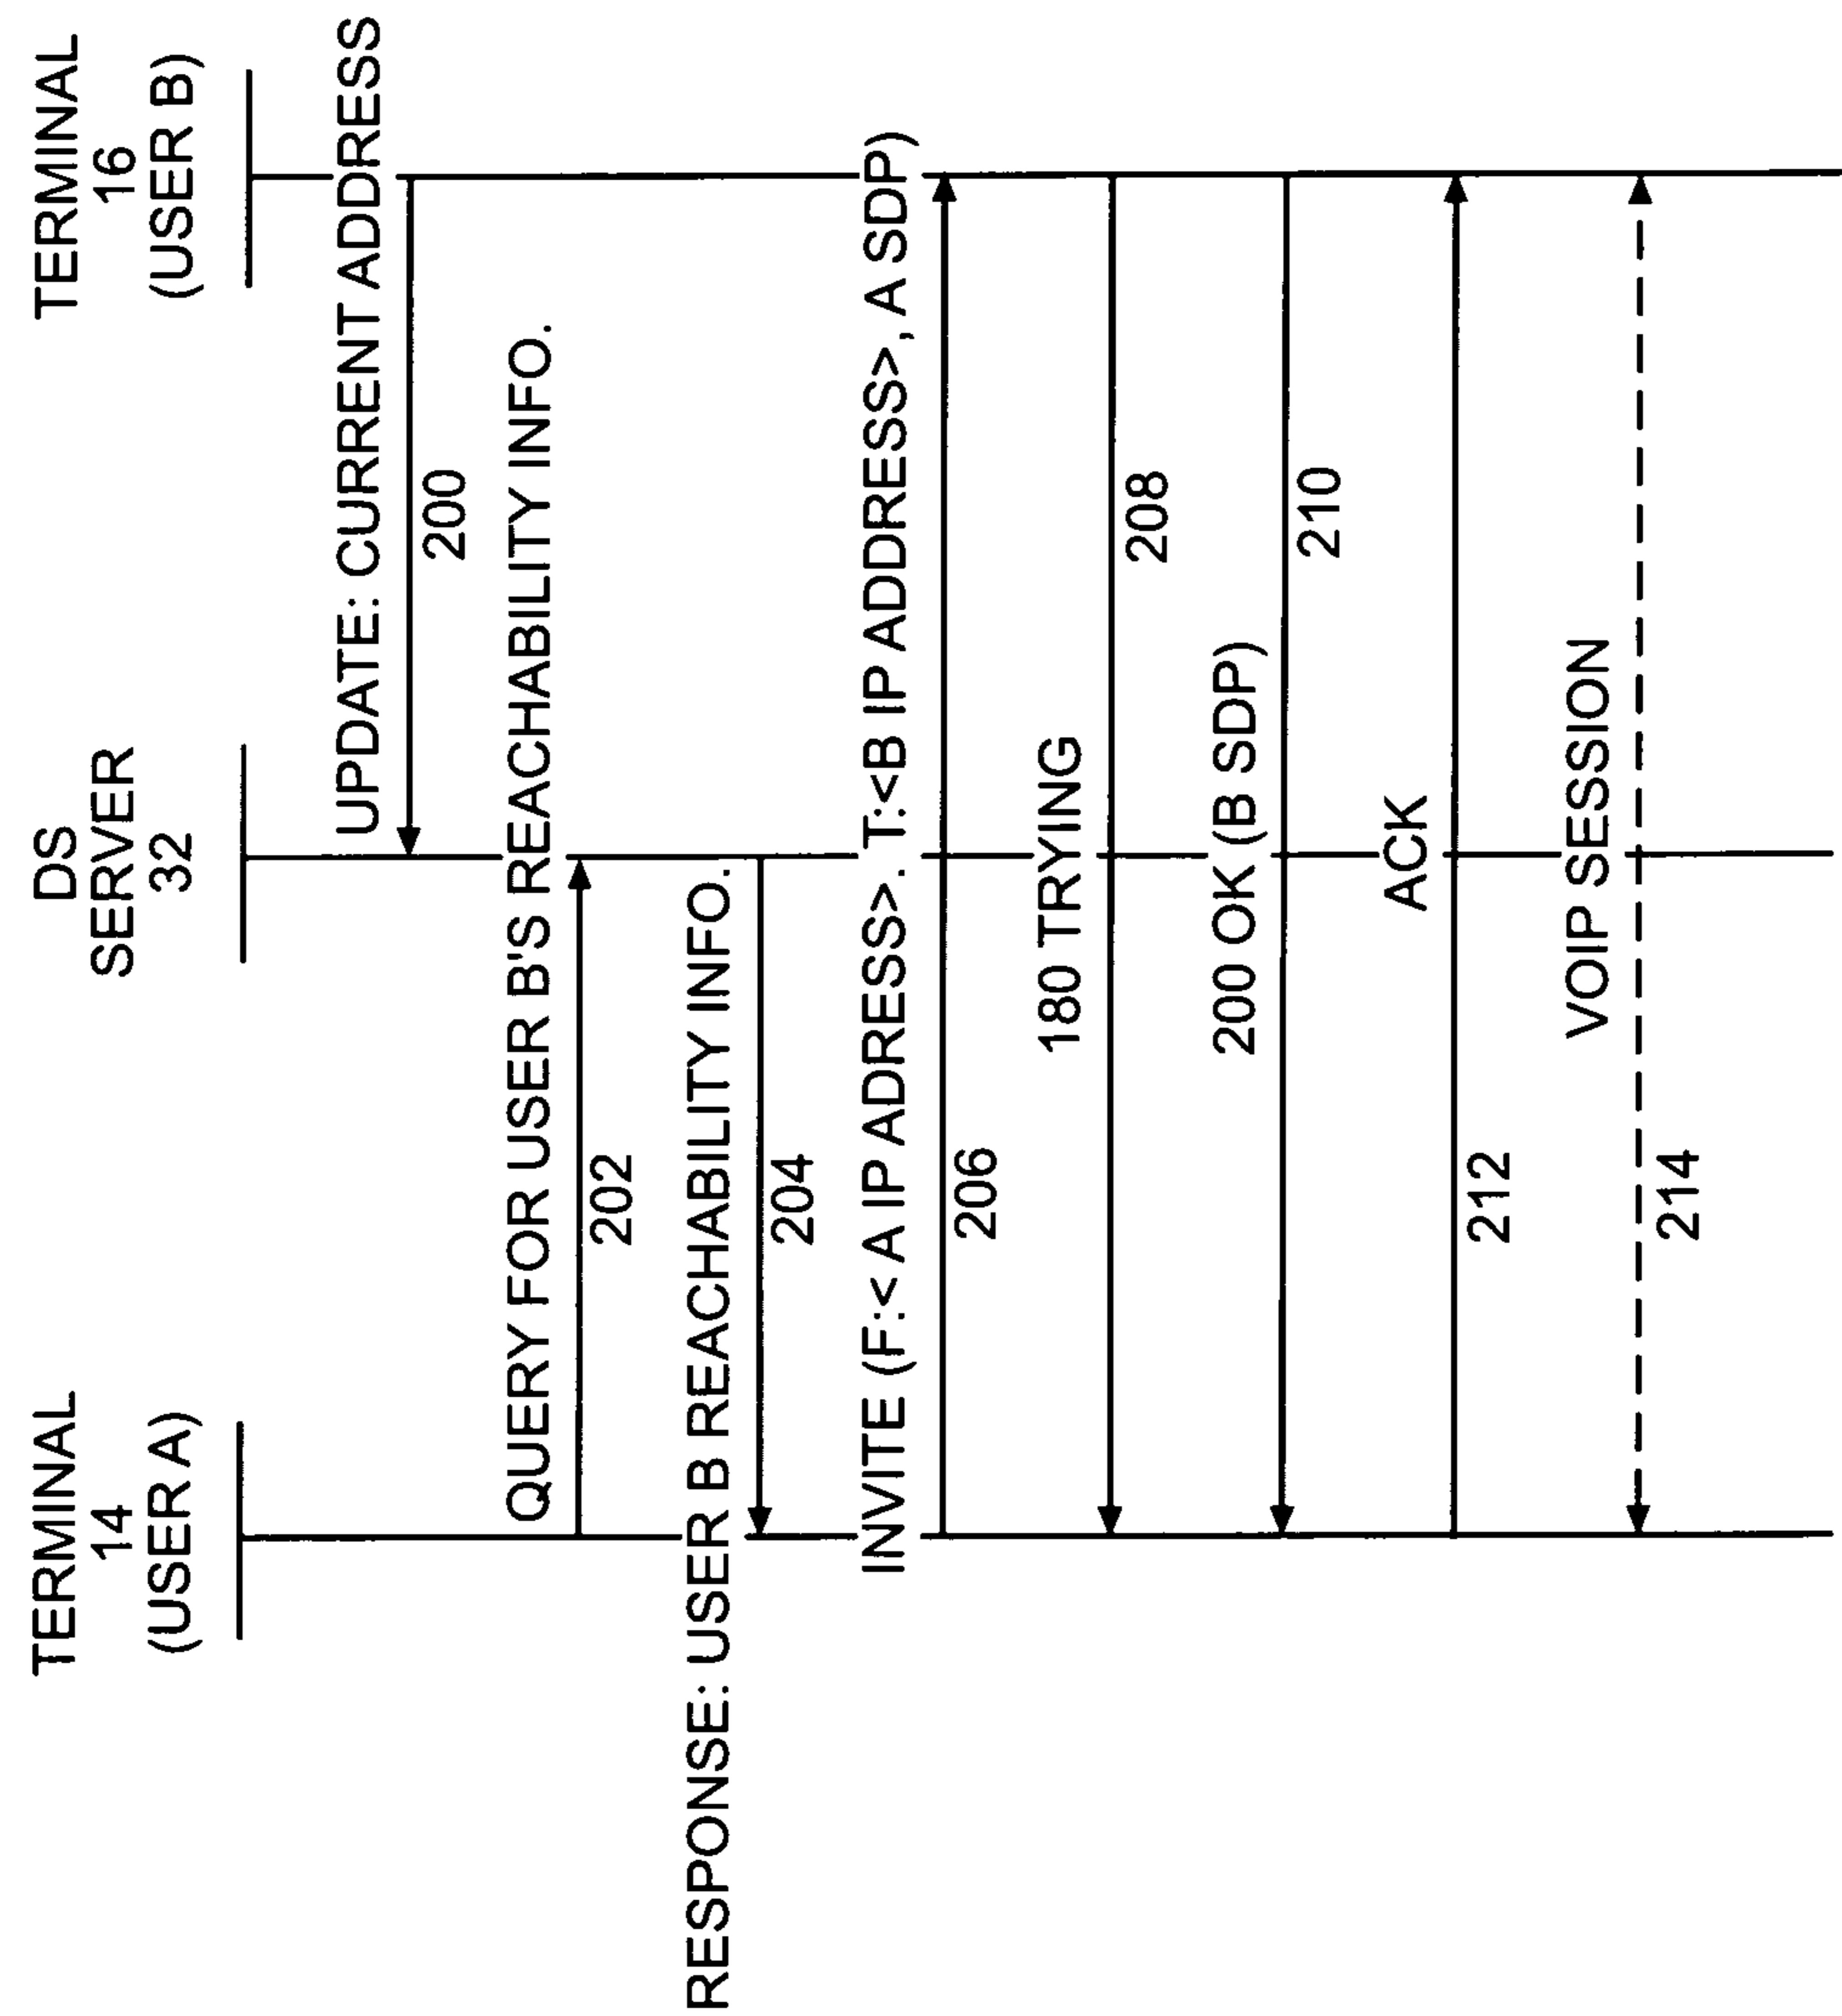 TERMINAL
14
(USER A)
DS
SERVER
32
TERMINAL
16
(USER B)
UPDATE: CURRENT ADDRESS
200
QUERY FOR USER B'S REACHABILITY INFO.
202
RESPONSE: USER B REACHABILITY INFO.
204
INVITE (F:< A IP ADRESS>. T:<B IP ADDRESS>, A SDP)
206
180 TRYING
208
200 OK (B SDP)
210
ACK
212
VOIP SESSION
214